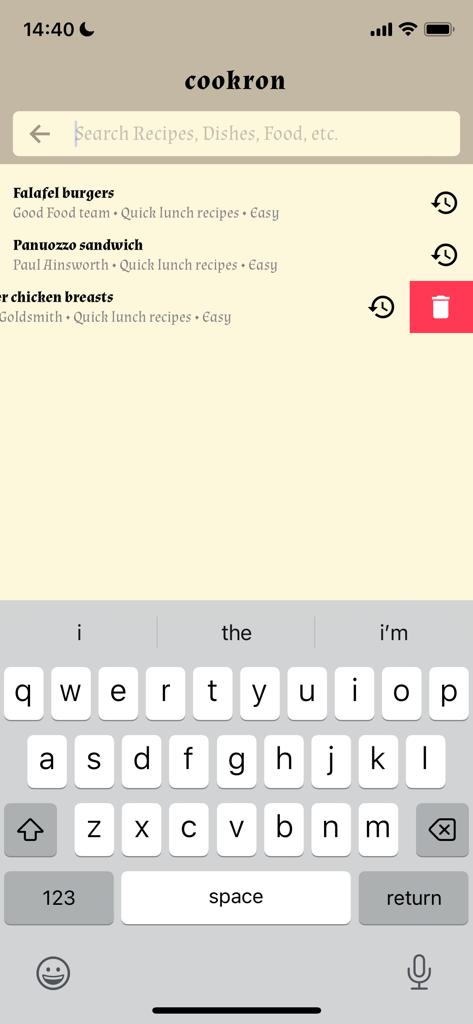 14:40
cookron
Search Recipes, Dishes, Food, etc.
Falafel burgers
Good Food team • Quick lunch recipes • Easy
Panuozzo sandwich
Paul Ainsworth • Quick lunch recipes • Easy
er chicken breasts
Goldsmith • Quick lunch recipes • Easy
i the i'm
q w e r t y u i o p
a s d f g h j k l
z x c v b n m
123 space return